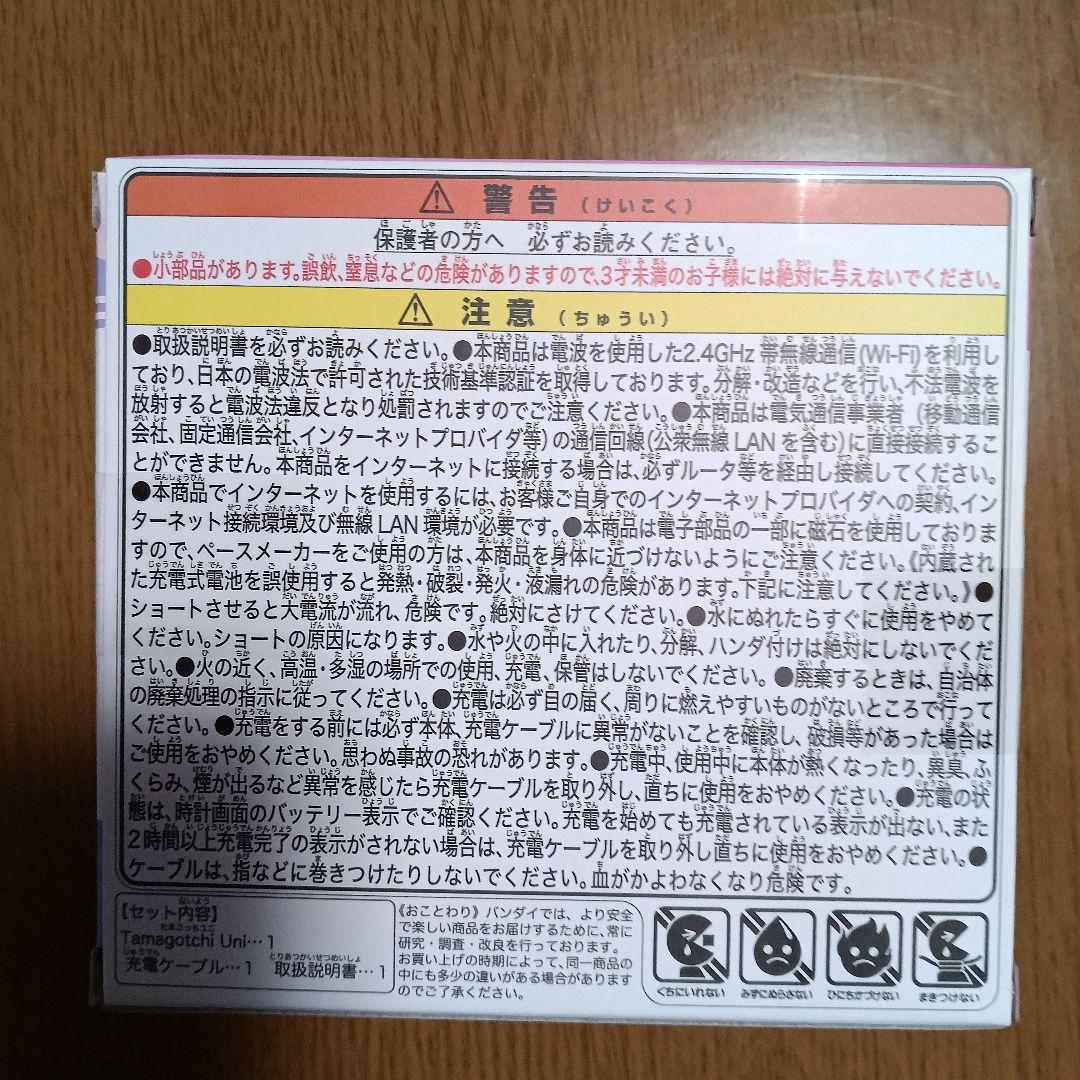 ⚠ 警告 (けいこく)
保護者の方へ 必ずお読みください。
●小部品があります。誤飲、窒息などの危険がありますので、3才未満のお子様には絶対に与えないでください。
⚠ 注意 (ちゅうい)
●取扱説明書を必ずお読みください。●本商品は電波を使用した2.4GHz 帯無線通信(Wi-Fi)を利用し
ており、日本の電波法で許可された技術基準認証を取得しております。分解・改造などを行い、不法電波を
放射すると電波法違反となり処罰されますのでご注意ください。●本商品は電気通信事業者（移動通信
会社、固定通信会社、インターネットプロバイダ等）の通信回線(公衆無線 LAN を含む)に直接接続するこ
とができません。本商品をインターネットに接続する場合は、必ずルータ等を経由し接続してください。
●本商品でインターネットを使用するには、お客様ご自身でのインターネットプロバイダへの契約、イン
ターネット接続環境及び無線 LAN 環境が必要です。●本商品は電子部品の一部に磁石を使用しておりま
すので、ペースメーカーをご使用の方は、本商品を身体に近づけないようにご注意ください。《内蔵され
た充電式電池を誤使用すると発熱・破裂・発火・液漏れの危険があります。下記に注意してください。》●
ショートさせると大電流が流れ、危険です。絶対にさけてください。●水にぬれたらすぐに使用をやめて
ください。ショートの原因になります。●水や火の中に入れたり、分解、ハンダ付けは絶対にしないでくだ
さい。●火の近く、高温・多湿の場所での使用、充電、保管はしないでください。●廃棄するときは、自治体
の廃棄処理の指示に従ってください。●充電は必ず目の届く、周りに燃えやすいものがないところで行って
ください。●充電をする前には必ず本体、充電ケーブルに異常がないことを確認し、破損等があった場合は
ご使用をおやめください。思わぬ事故の恐れがあります。●充電中、使用中に本体が熱くなったり、異臭、ふ
くらみ、煙が出るなど異常を感じたら充電ケーブルを取り外し、直ちに使用をおやめください。●充電の状
態は、時計画面のバッテリー表示でご確認ください。充電を始めても充電されている表示が出ない、また
2時間以上充電完了の表示がされない場合は、充電ケーブルを取り外し直ちに使用をおやめください。●
ケーブルは、指などに巻きつけたりしないでください。血がかよわなくなり危険です。
【セット内容】
Tamagotchi Uni…1
充電ケーブル…1 取扱説明書…1
《おことわり》バンダイでは、より安全
で楽しい商品をお届けするために、常に
研究・調査・改良を行っております。
お買い上げの時期によって、同一商品の
中にも多少の違いがある場合があります
のでご了承ください。
くちにいれない みずにぬらさない ひにちかづけない まきつけない